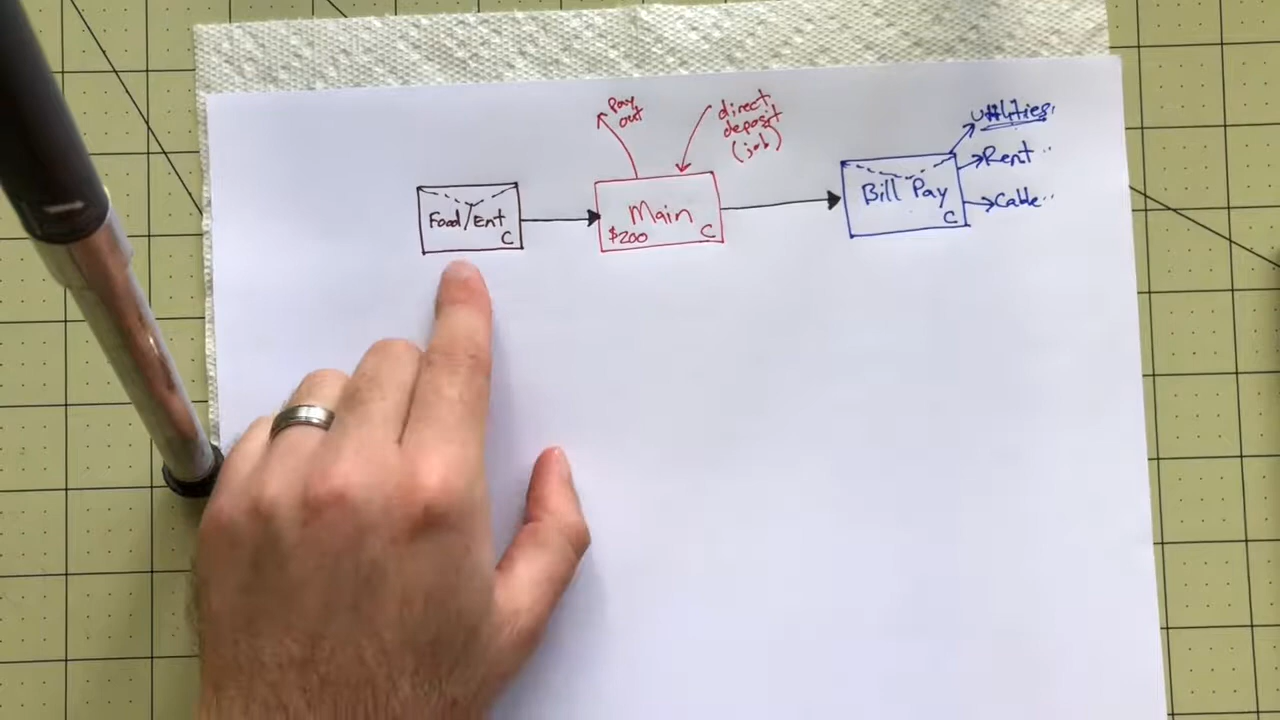 Pay
out
direct
deposit
(job)
utilities..
Rent..
Cable..
Food/Ent
C
Main
$200
C
Bill Pay
C